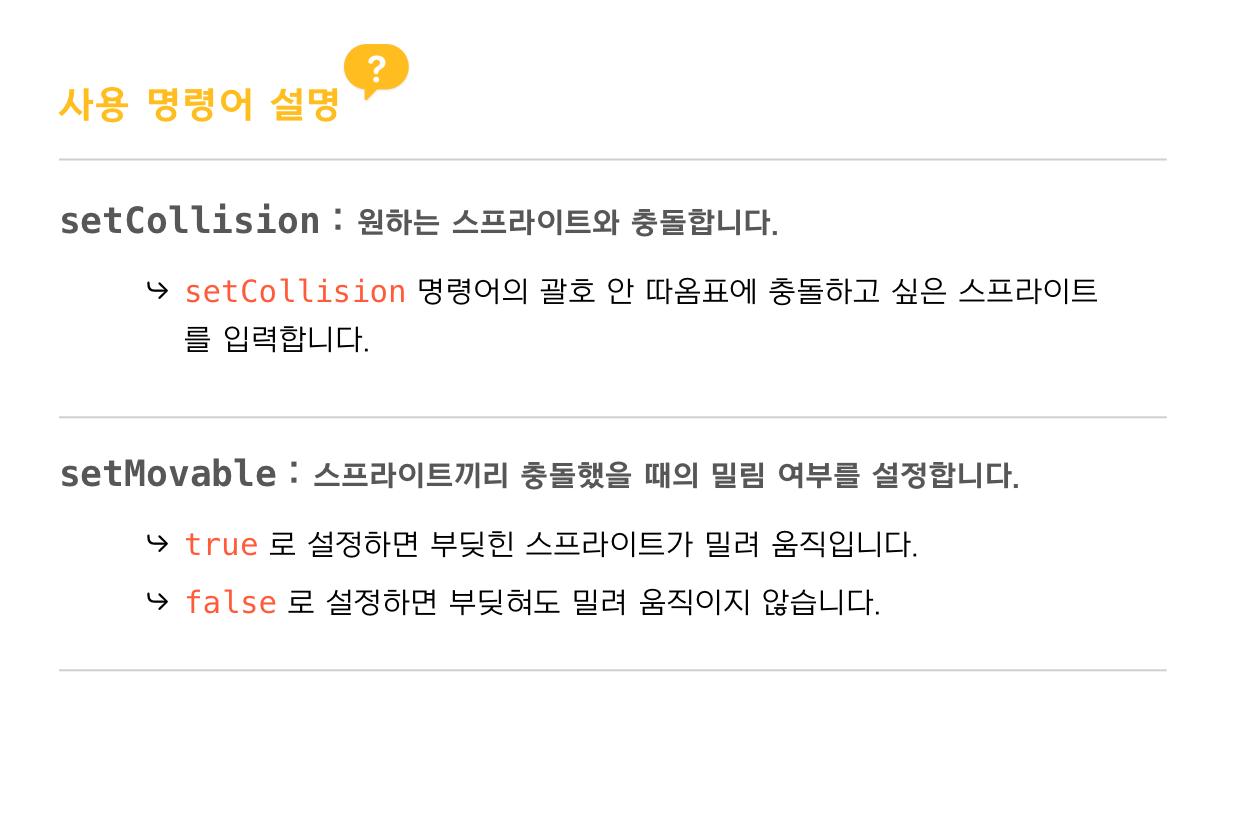 사용 명령어 설명
?
setCollision : 원하는 스프라이트와 충돌합니다.
↪ setCollision 명령어의 괄호 안 따옴표에 충돌하고 싶은 스프라이트
를 입력합니다.
setMovable : 스프라이트끼리 충돌했을 때의 밀림 여부를 설정합니다.
↪ true 로 설정하면 부딪힌 스프라이트가 밀려 움직입니다.
↪ false 로 설정하면 부딪혀도 밀려 움직이지 않습니다.